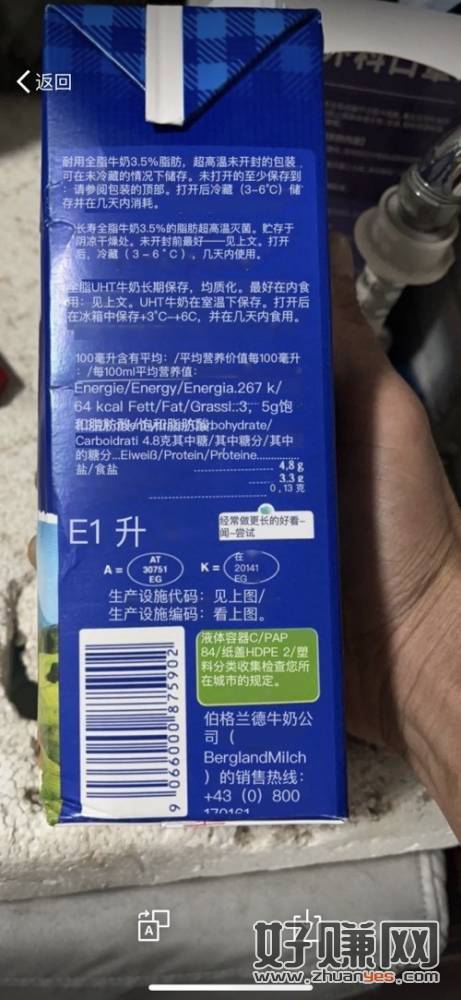 外科口罩
返回
耐用全脂牛奶3.5%脂肪，超高温未开封的包装
可在未冷藏的情况下储存。未打开的至少保存到
：请参阅包装的顶部。打开后冷藏（3-6°C）储
存并在几天内消耗。
长寿全脂牛奶3.5%的脂肪超高温灭菌。贮存于
阴凉干燥处。未开封前最好——见上文。打开
后，冷藏（3－6°C），几天内使用。
全脂UHT牛奶长期保存，均质化。最好在内食
用：见上文。UHT牛奶在室温下保存。打开后
在冰箱中保存+3°C-+6C，并在几天内食用。
100毫升含有平均：/平均营养价值每100毫升
：/每100ml平均营养值：
Energie/Energy/Energia.267 k/
64 kcal Fett/Fat/Grassi..3，5g饱
和脂肪酸/饱和脂肪酸
Carboidrati 4.8克其中糖/其中糖分/其中
的糖分...Eiweiß/Protein/Proteine....
盐/食盐
4,8 g
3,3 g
0,13 克
E1 升
经常做更长的好看-
闻-尝试
A =
AT
30751
EG
K =
在
20141
EG
生产设施代码：见上图/
生产设施编码：看上图。
9 066000 875902
液体容器C/PAP
84/纸盖HDPE 2/塑
料分类收集检查您所
在城市的规定。
伯格兰德牛奶公
司（
BerglandMilch
）的销售热线：
+43（0）800
170161
A
好赚网
www.zhuanyes.com